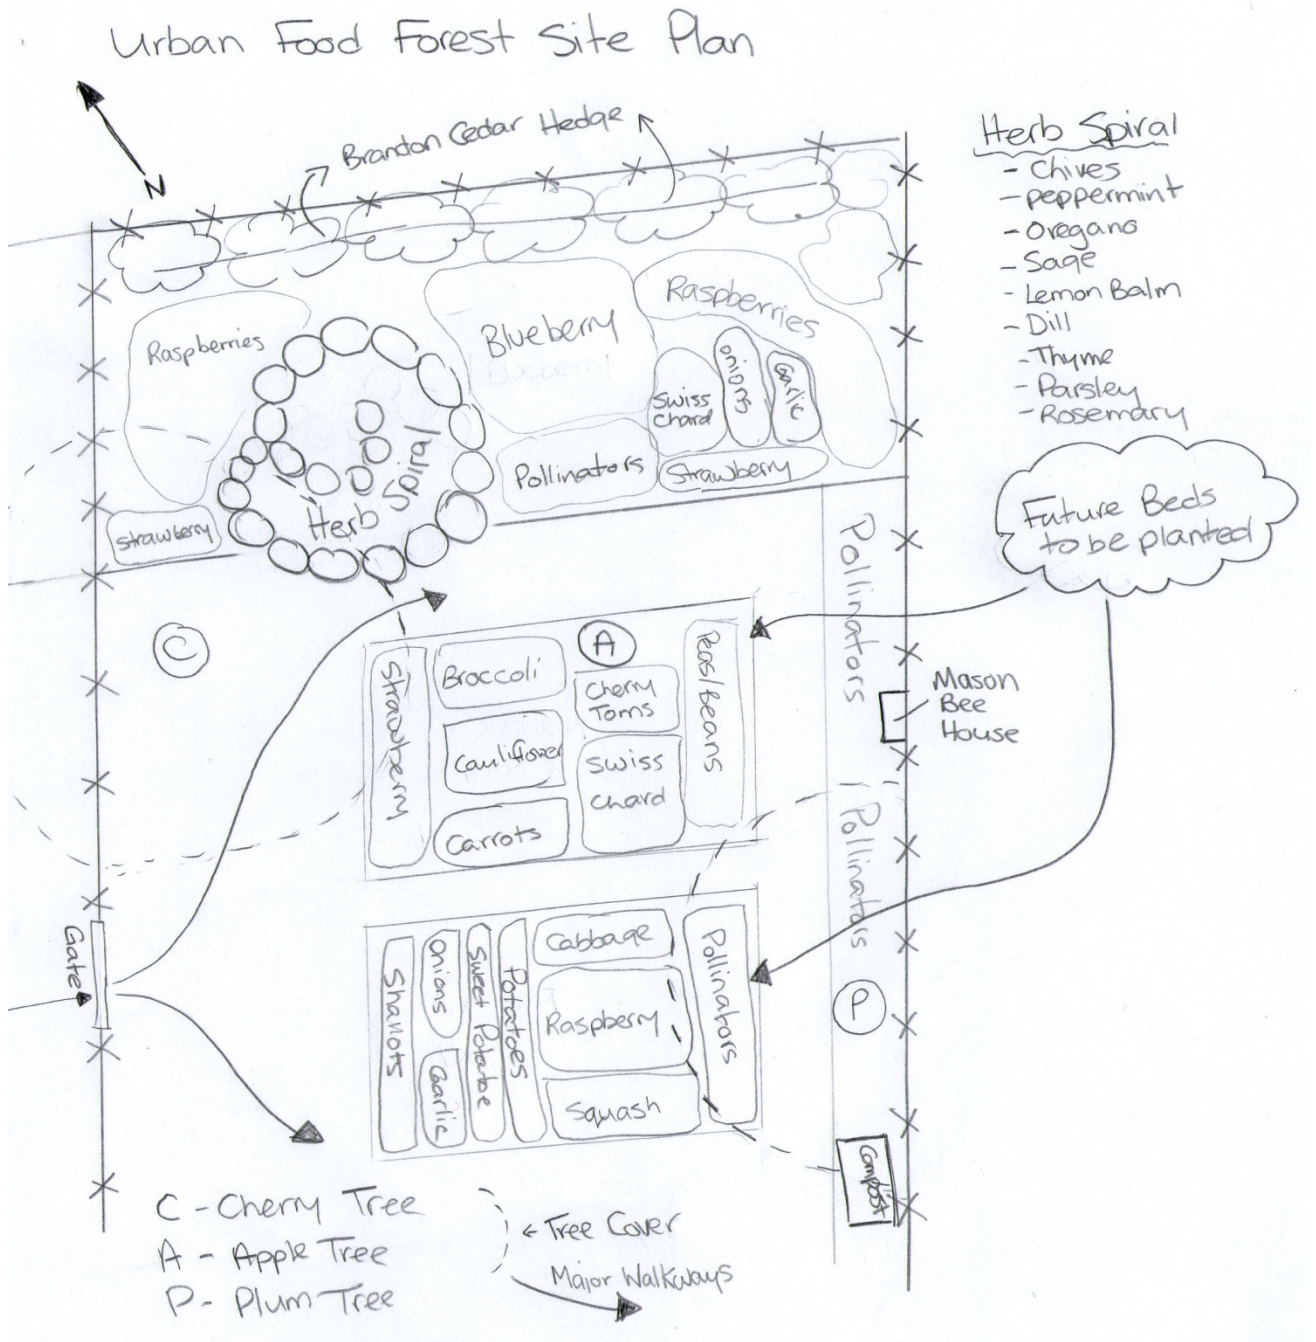 Urban Food Forest Site Plan
N
Brandon Cedar Hedge
Herb Spiral
- Chives
- peppermint
- Oregano
- Sage
- Lemon Balm
- Dill
- Thyme
- Parsley
- Rosemary
Raspberries
Blueberry
Raspberries
Swiss
chard
onions
Garlic
Pollinators
Strawberry
Strawberry
Herb
Spiral
Future Beds
to be planted
Pollinators
C
A
Strawberry
Broccoli
Cherry
Toms
Peas/Beans
Cauliflower
Swiss
chard
Carrots
Mason
Bee
House
Pollinators
Gate
Shallots
Onions
Garlic
Sweet Potatoe
Potatoes
Cabbage
Raspberry
Squash
Pollinators
P
Compost
C - Cherry Tree
A - Apple Tree
P - Plum Tree
Tree Cover
Major Walkways